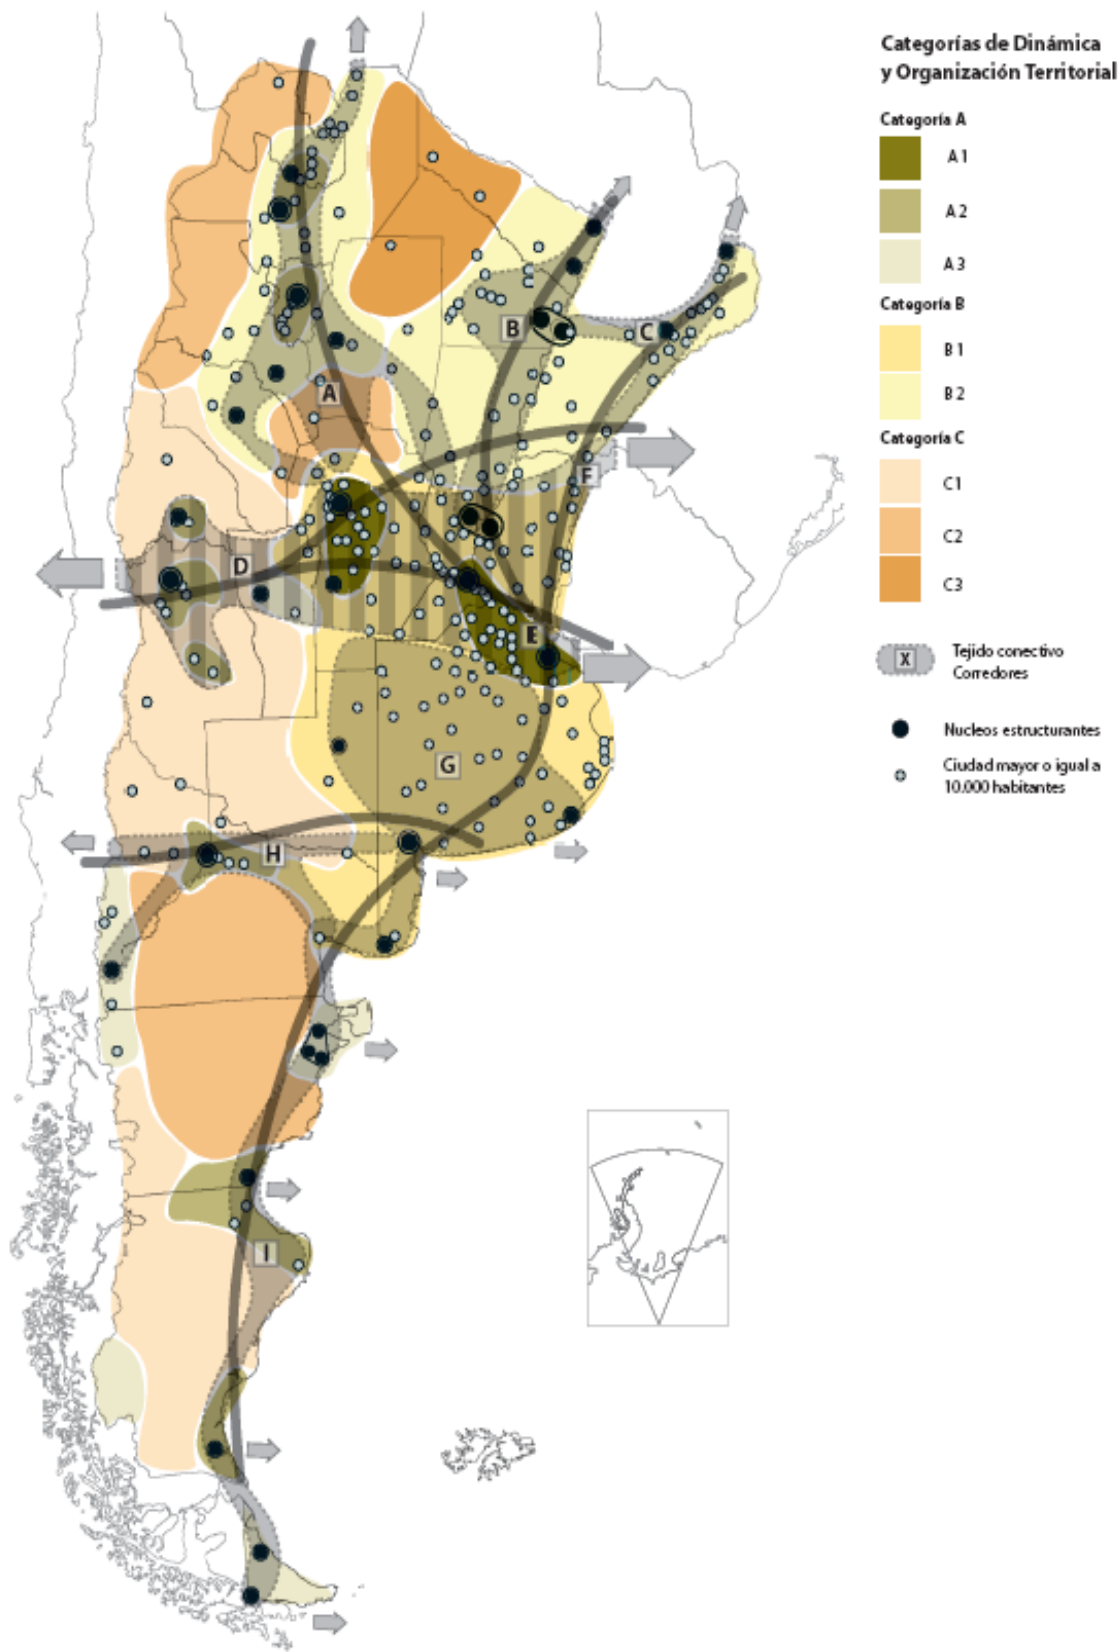 Categorías de Dinámica
y Organización Territorial
Categoría A
A 1
A 2
A 3
Categoría B
B 1
B 2
Categoría C
C 1
C 2
C 3
X
Tejido conectivo
Corredores
Nucleos estructurantes
Ciudad mayor o igual a
10.000 habitantes
B
C
A
F
D
E
G
H
I